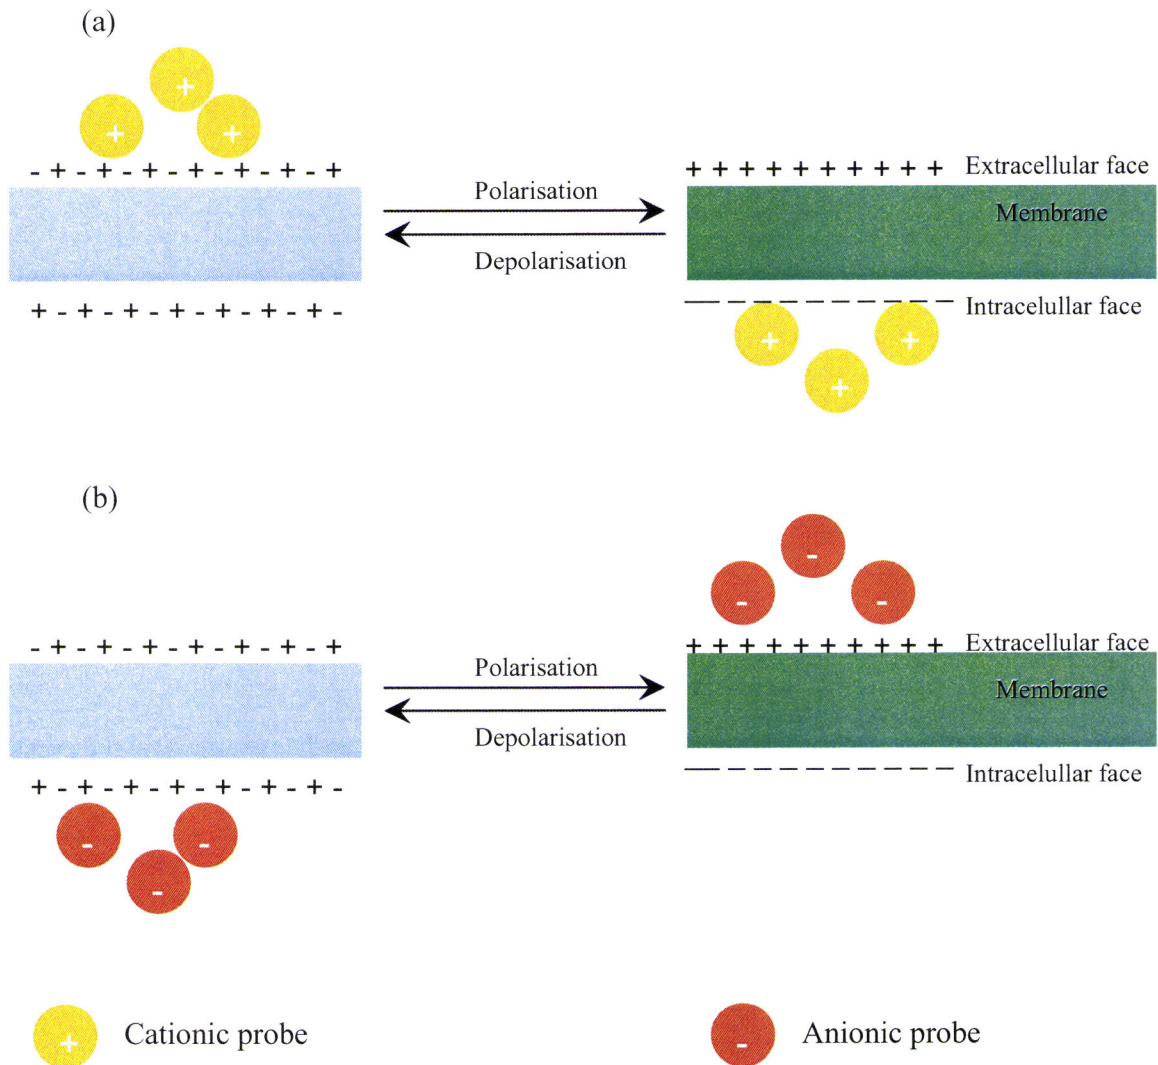 (a)
+
+ +
- + - + - + - + - + - + - +
+ + + + + + + + + + Extracellular face
Polarisation
Membrane
Depolarisation
+ - + - + - + - + - + - + -
— — — — — — — — — — Intracelullar face
+ +
+
(b)
-
- -
- + - + - + - + - + - + - +
+ + + + + + + + + + Extracellular face
Polarisation
Membrane
Depolarisation
+ - + - + - + - + - + - + -
— — — — — — — — — — Intracelullar face
- -
-
+ Cationic probe
- Anionic probe